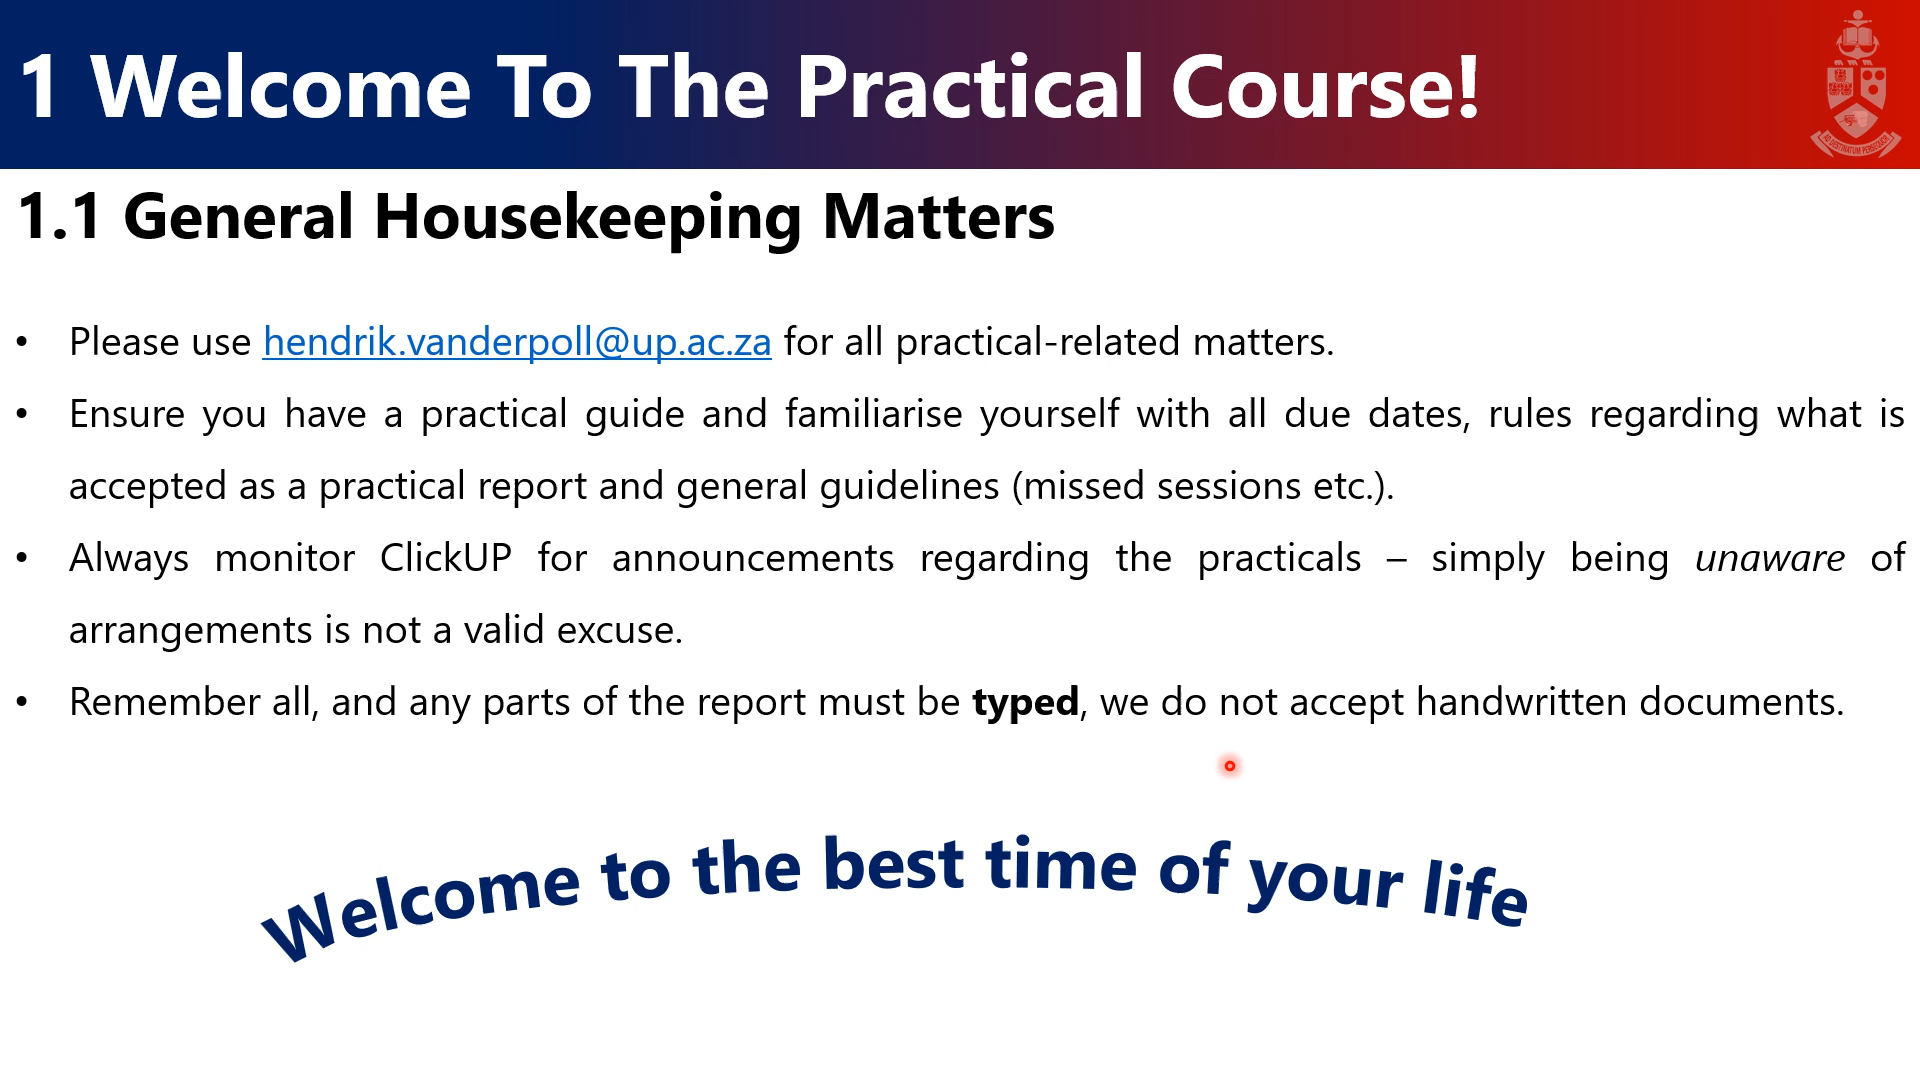 1 Welcome To The Practical Course!
AD DESTINATUM PERSEQUOR
1.1 General Housekeeping Matters
• Please use hendrik.vanderpoll@up.ac.za for all practical-related matters.
• Ensure you have a practical guide and familiarise yourself with all due dates, rules regarding what is
accepted as a practical report and general guidelines (missed sessions etc.).
• Always monitor ClickUP for announcements regarding the practicals – simply being unaware of
arrangements is not a valid excuse.
• Remember all, and any parts of the report must be typed, we do not accept handwritten documents.
Welcome to the best time of your life